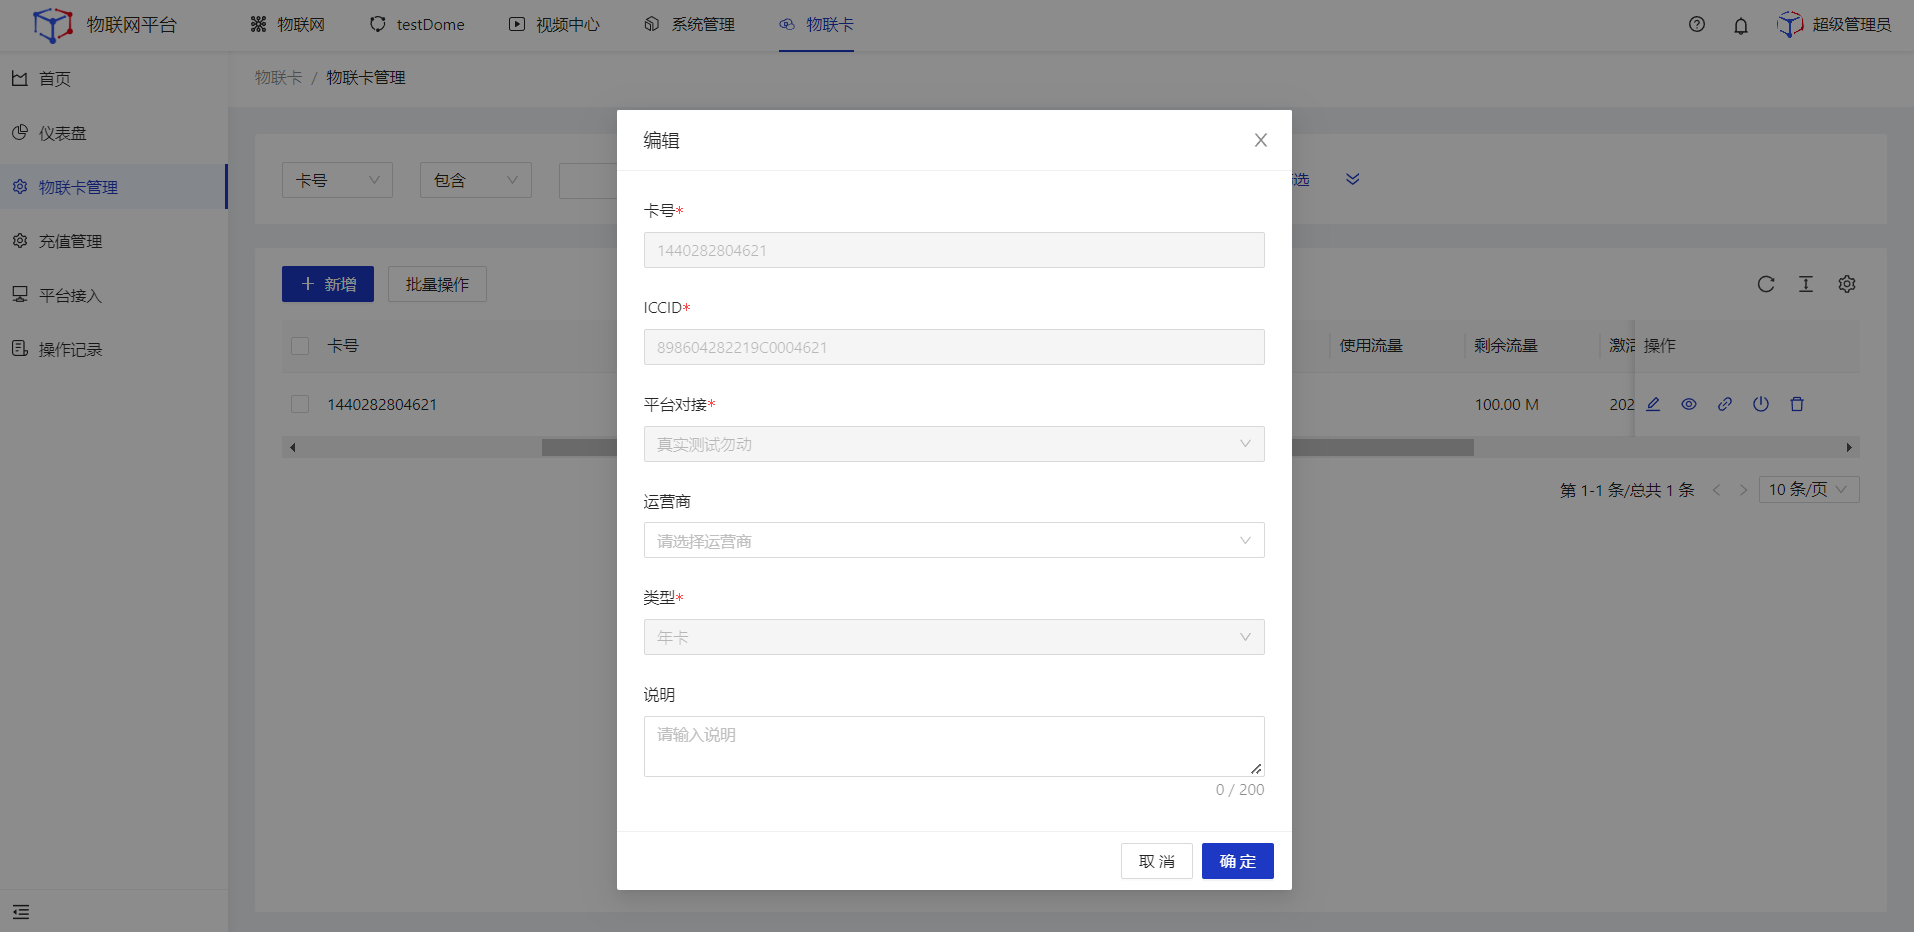 物联网平台
物联网
testDome
视频中心
系统管理
物联卡
超级管理员
首页
仪表盘
物联卡管理
充值管理
平台接入
操作记录
物联卡 / 物联卡管理
卡号
包含
选
新增
批量操作
卡号
使用流量
剩余流量
激活
操作
1440282804621
100.00 M
202
第 1-1 条/总共 1 条
10 条/页
编辑
卡号*
1440282804621
ICCID*
898604282219C0004621
平台对接*
真实测试勿动
运营商
请选择运营商
类型*
年卡
说明
请输入说明
0 / 200
取 消
确 定